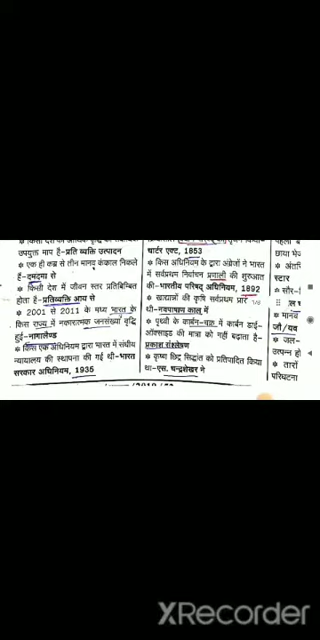 उपयुक्त माप है-प्रति व्यक्ति उत्पादन
* एक ही कब्र से तीन मानव कंकाल निकले
हैं-दमदमा से
* किसी देश में जीवन स्तर प्रतिबिम्बित
होता है-प्रतिव्यक्ति आय से
* 2001 से 2011 के मध्य भारत के
किस राज्य में नकारात्मक जनसंख्या वृद्धि
हुई-नागालैण्ड
* किस एक अधिनियम द्वारा भारत में संघीय
न्यायालय की स्थापना की गई थी-भारत
सरकार अधिनियम, 1935
चार्टर एक्ट, 1853
* किस अधिनियम के द्वारा अंग्रेजों ने भारत
में सर्वप्रथम निर्वाचन प्रणाली की शुरुआत
की-भारतीय परिषद् अधिनियम, 1892
* खाद्यान्नों की कृषि सर्वप्रथम
थी-नवपाषाण काल में
* पृथ्वी के कार्बन-चक्र में कार्बन डाई-
ऑक्साइड की मात्रा को नहीं बढ़ाता है-
प्रकाश संश्लेषण
* कृष्ण छिद्र सिद्धांत को प्रतिपादित किया
था-एस. चन्द्रशेखर ने
पहला
छाया
स्टार
* सौर-
* मानव
जौ/यव
* जल-
उत्पन्न हो
* तारों
परिघटना
XRecorder